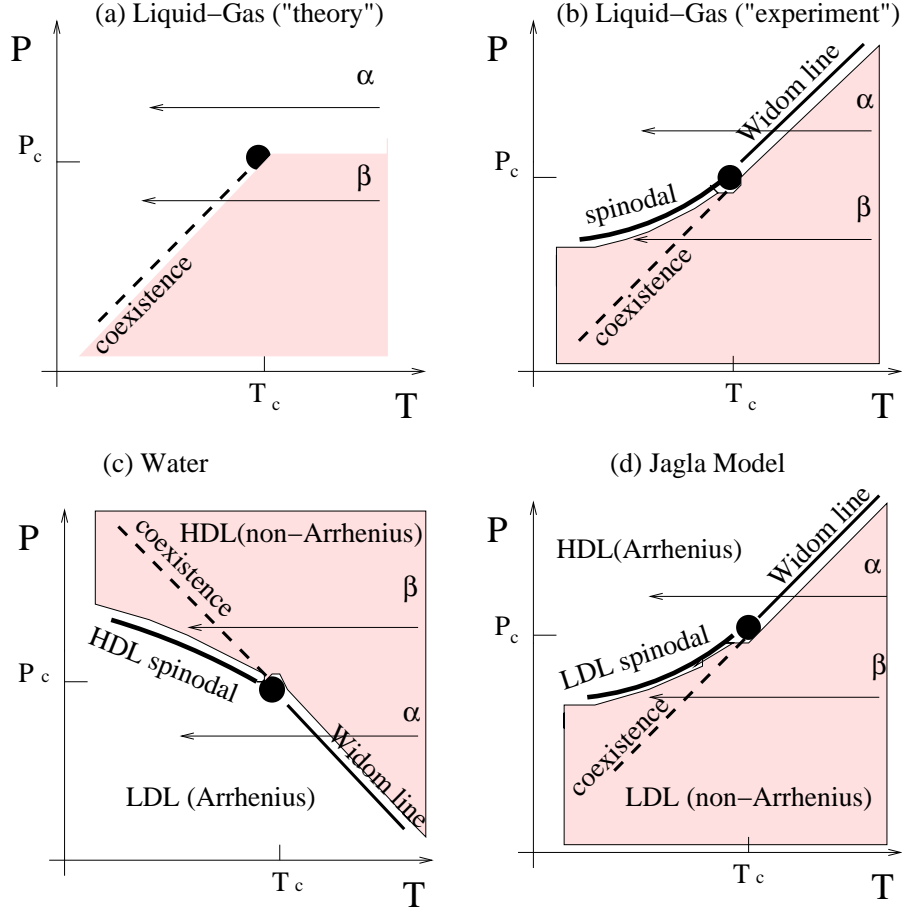 (a) Liquid–Gas ("theory")
P
α
P c
β
coexistence
T c
T
(b) Liquid–Gas ("experiment")
P
Widom line
α
P c
spinodal
β
coexistence
T c
T
(c) Water
P
coexistence
HDL(non–Arrhenius)
β
HDL spinodal
P c
α
Widom line
LDL (Arrhenius)
T c
T
(d) Jagla Model
P
Widom line
HDL(Arrhenius)
α
P c
LDL spinodal
β
coexistence
LDL (non–Arrhenius)
T c
T